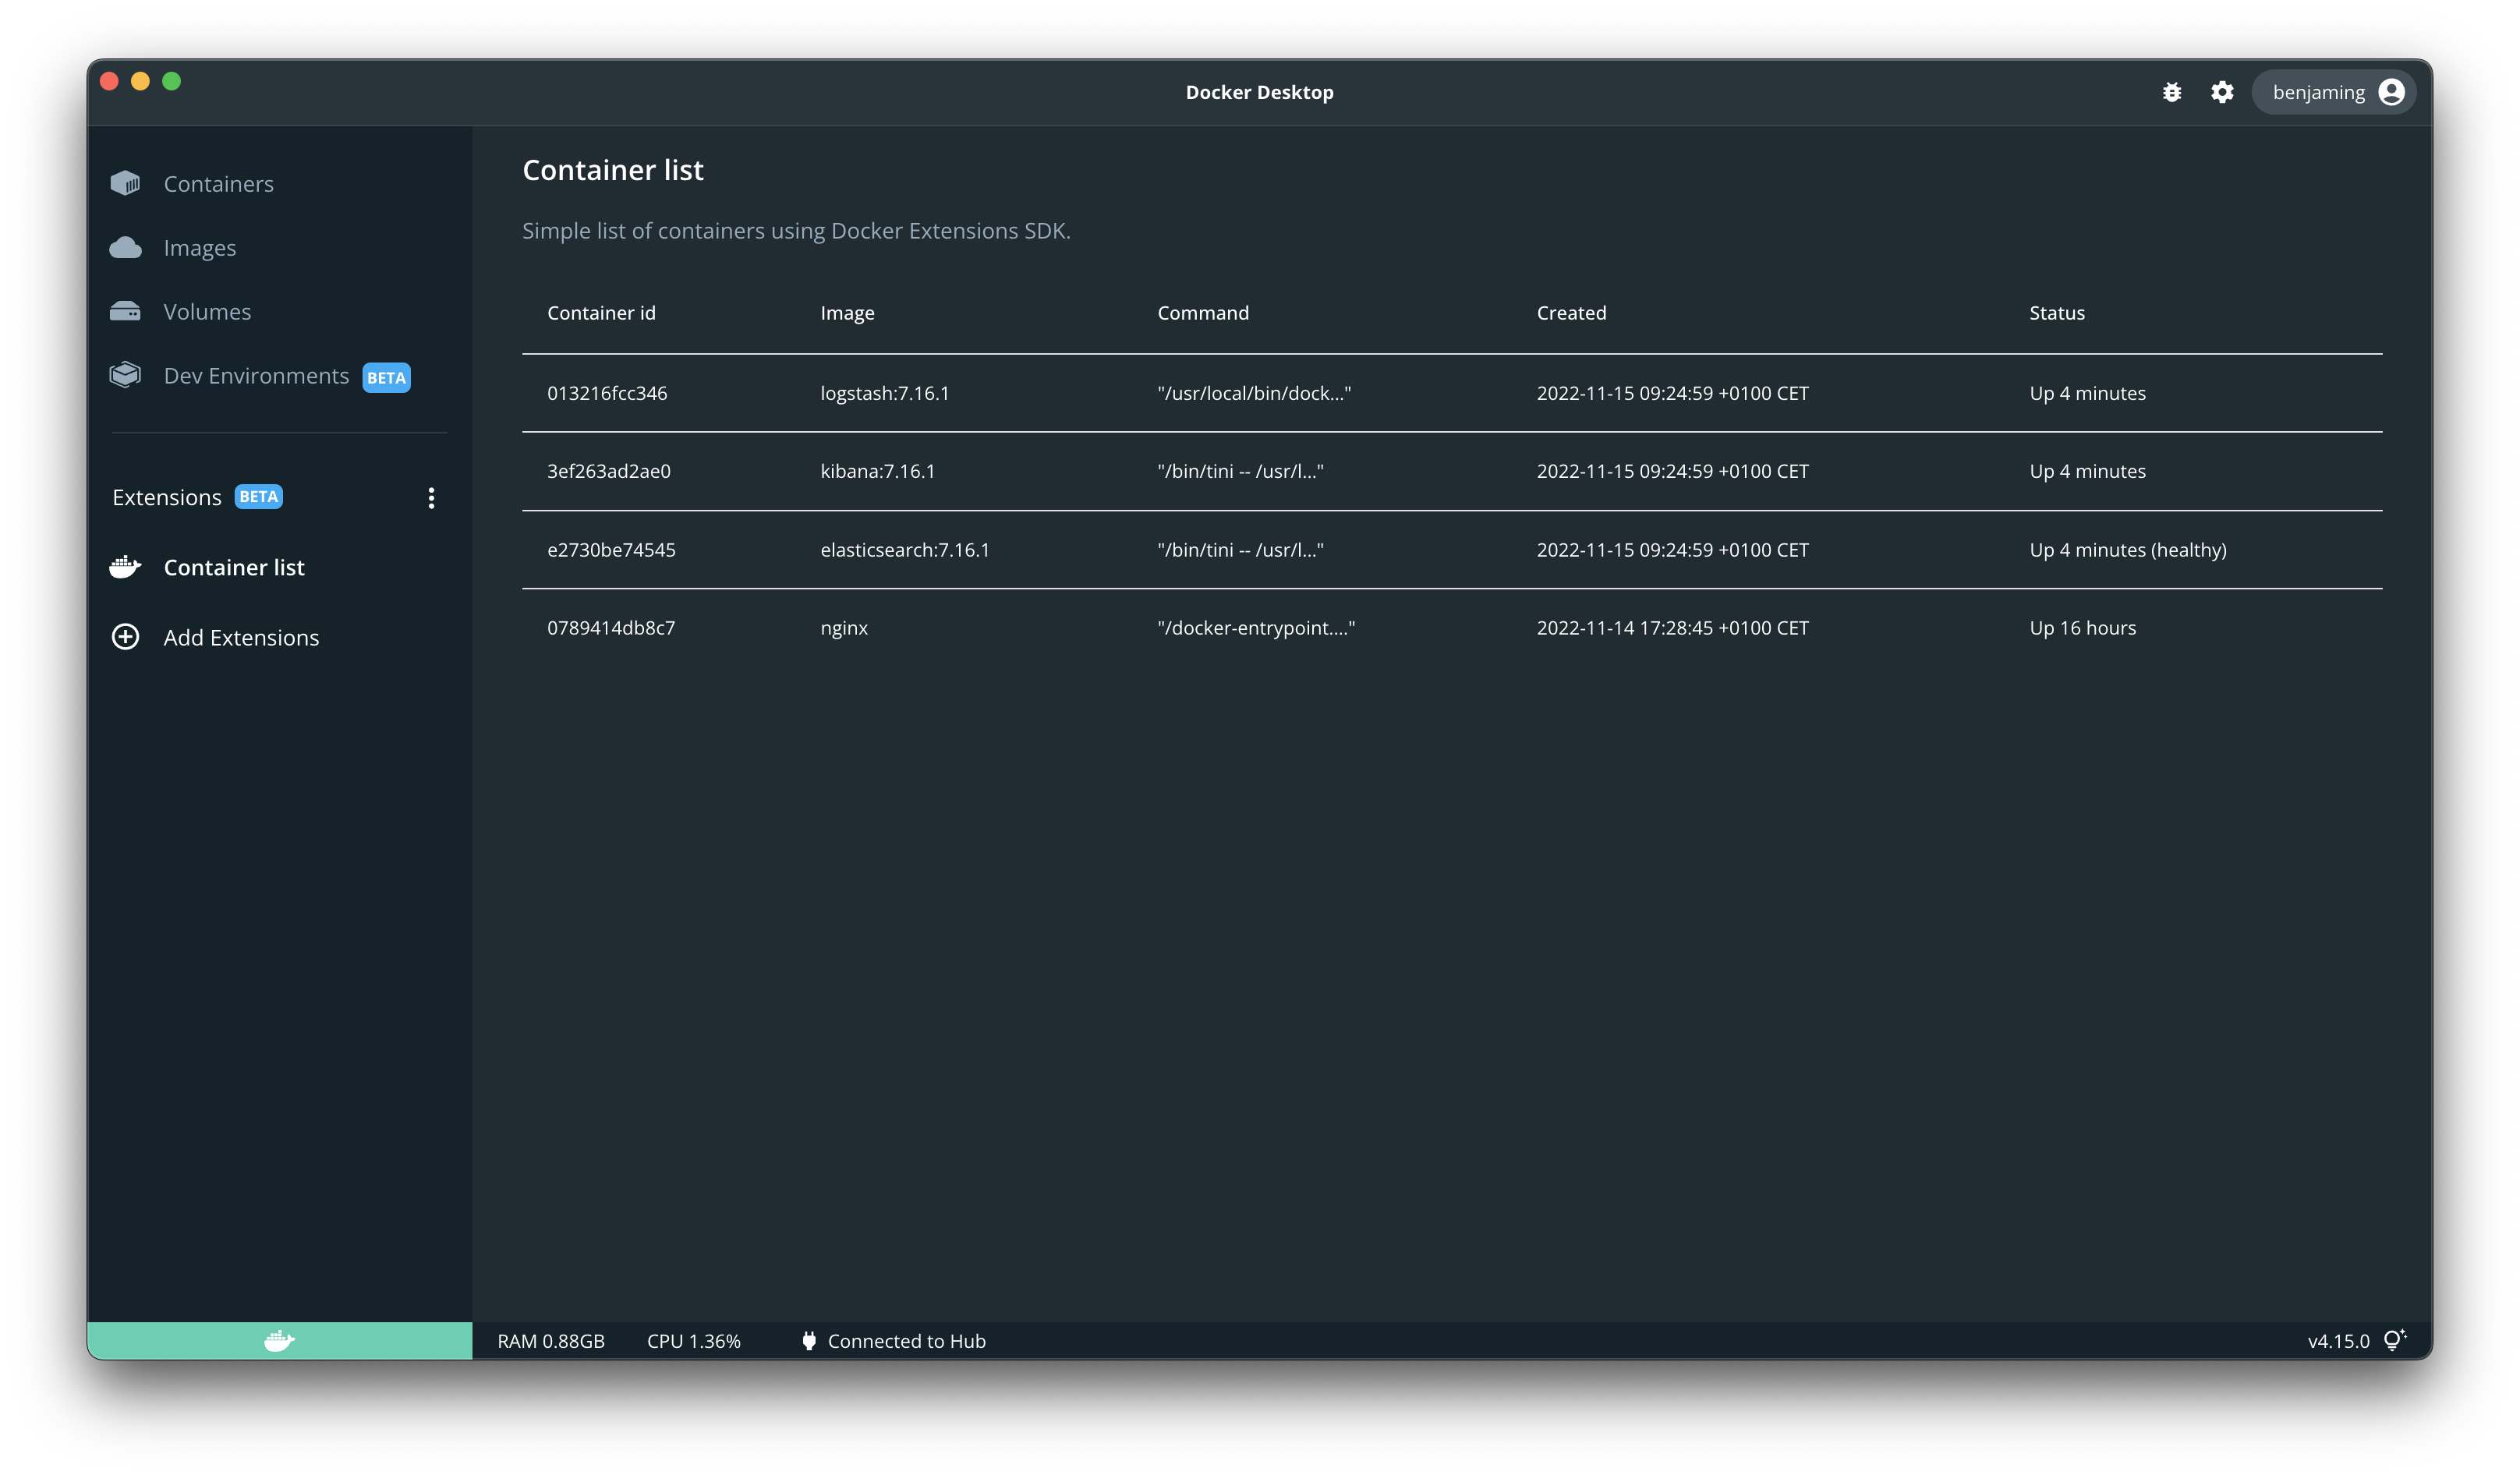 Docker Desktop
benjaming
Containers
Images
Volumes
Dev Environments BETA
Extensions BETA
Container list
Add Extensions
Container list
Simple list of containers using Docker Extensions SDK.
Container id Image Command Created Status
013216fcc346 logstash:7.16.1 "/usr/local/bin/dock…" 2022-11-15 09:24:59 +0100 CET Up 4 minutes
3ef263ad2ae0 kibana:7.16.1 "/bin/tini -- /usr/l…" 2022-11-15 09:24:59 +0100 CET Up 4 minutes
e2730be74545 elasticsearch:7.16.1 "/bin/tini -- /usr/l…" 2022-11-15 09:24:59 +0100 CET Up 4 minutes (healthy)
0789414db8c7 nginx "/docker-entrypoint.…" 2022-11-14 17:28:45 +0100 CET Up 16 hours
RAM 0.88GB CPU 1.36% Connected to Hub v4.15.0